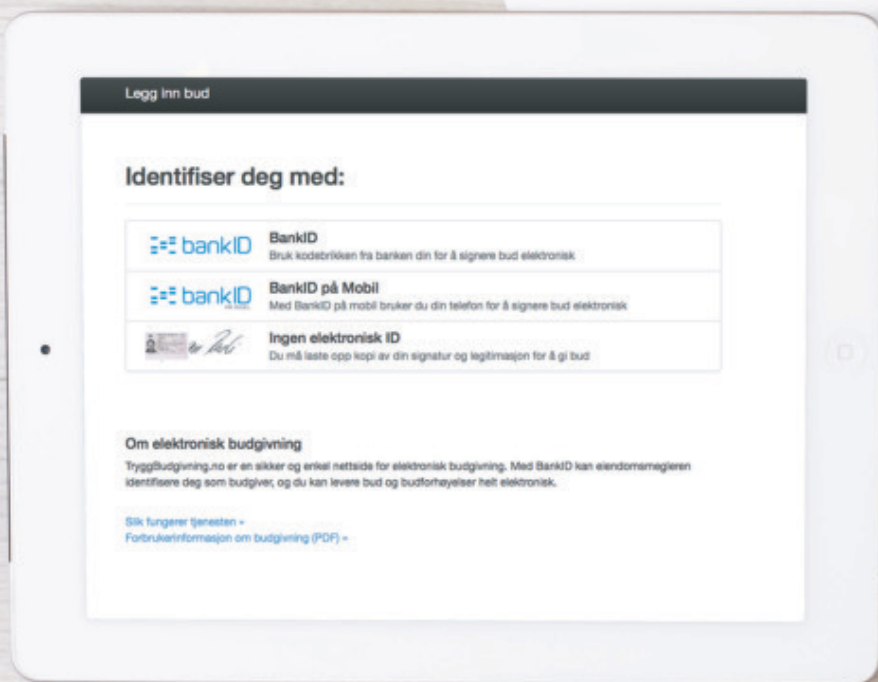 Legg inn bud
Identifiser deg med:
bankID
BankID
Bruk kodebrikken fra banken din for å signere bud elektronisk
bankID
BankID på Mobil
Med BankID på mobil bruker du din telefon for å signere bud elektronisk
Ingen elektronisk ID
Du må laste opp kopi av din signatur og legitimasjon for å gi bud
Om elektronisk budgivning
TryggBudgivning.no er en sikker og enkel nettside for elektronisk budgivning. Med BankID kan eiendomsmegleren
identifisere deg som budgiver, og du kan levere bud og budforhøyelser helt elektronisk.
Slik fungerer tjenesten »
Forbrukerinformasjon om budgivning (PDF) »